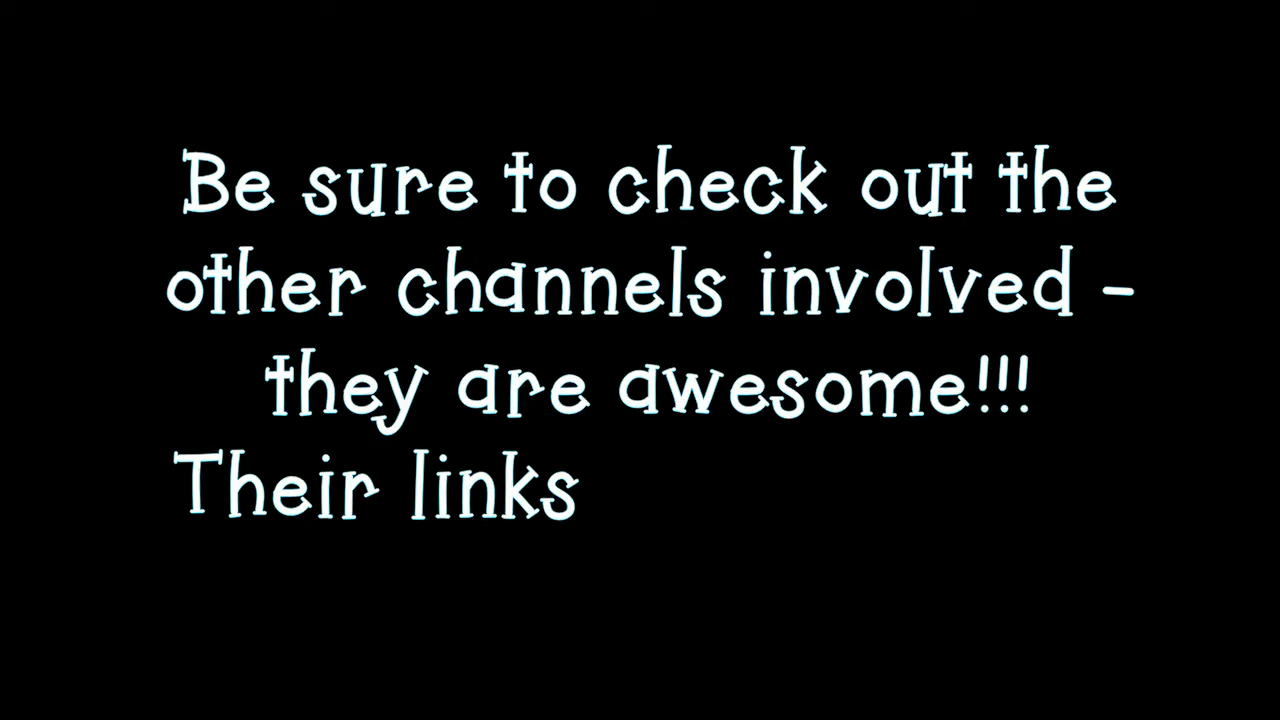 Be sure to check out the
other channels involved -
they are awesome!!!
Their links